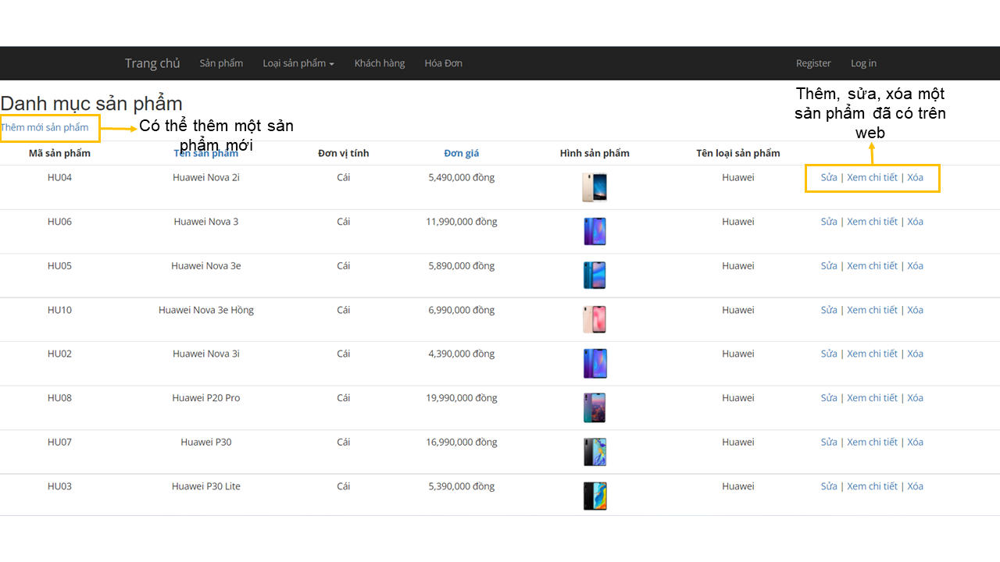 Trang chủ Sản phẩm Loại sản phẩm Khách hàng Hóa Đơn Register Log in
Danh mục sản phẩm
Thêm mới sản phẩm
Có thể thêm một sản
phẩm mới
Thêm, sửa, xóa một
sản phẩm đã có trên
web
Mã sản phẩm Tên sản phẩm Đơn vị tính Đơn giá Hình sản phẩm Tên loại sản phẩm
HU04 Huawei Nova 2i Cái 5,490,000 đồng Huawei Sửa | Xem chi tiết | Xóa
HU06 Huawei Nova 3 Cái 11,990,000 đồng Huawei Sửa | Xem chi tiết | Xóa
HU05 Huawei Nova 3e Cái 5,890,000 đồng Huawei Sửa | Xem chi tiết | Xóa
HU10 Huawei Nova 3e Hồng Cái 6,990,000 đồng Huawei Sửa | Xem chi tiết | Xóa
HU02 Huawei Nova 3i Cái 4,390,000 đồng Huawei Sửa | Xem chi tiết | Xóa
HU08 Huawei P20 Pro Cái 19,990,000 đồng Huawei Sửa | Xem chi tiết | Xóa
HU07 Huawei P30 Cái 16,990,000 đồng Huawei Sửa | Xem chi tiết | Xóa
HU03 Huawei P30 Lite Cái 5,390,000 đồng Huawei Sửa | Xem chi tiết | Xóa